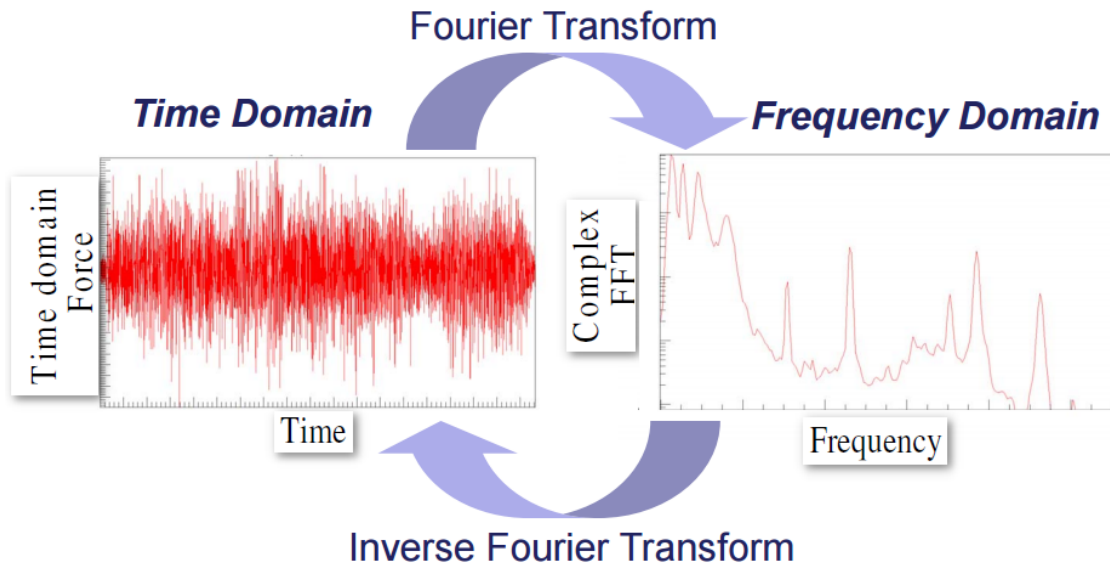 Fourier Transform
Time Domain
Frequency Domain
Time domain
Force
Complex
FFT
Time
Frequency
Inverse Fourier Transform